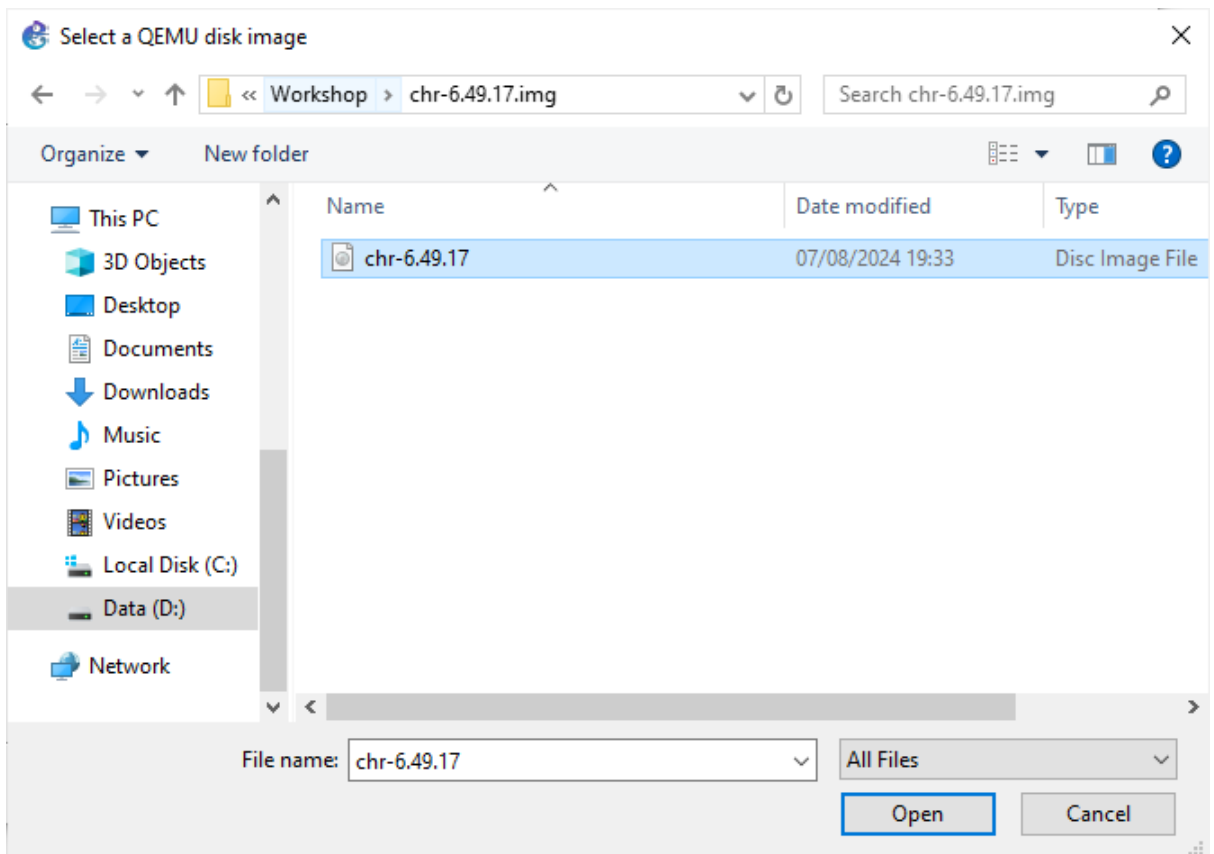 Select a QEMU disk image
« Workshop > chr-6.49.17.img
Search chr-6.49.17.img
Organize
New folder
?
Name
Date modified
Type
This PC
3D Objects
Desktop
Documents
Downloads
Music
Pictures
Videos
Local Disk (C:)
Data (D:)
Network
chr-6.49.17
07/08/2024 19:33
Disc Image File
File name:
chr-6.49.17
All Files
Open
Cancel